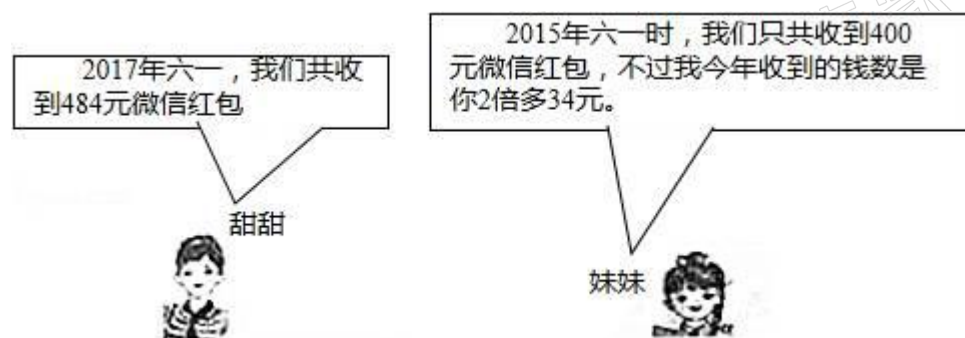 2017年六一，我们共收
到484元微信红包
甜甜
2015年六一时，我们只共收到400
元微信红包，不过我今年收到的钱数是
你2倍多34元。
妹妹